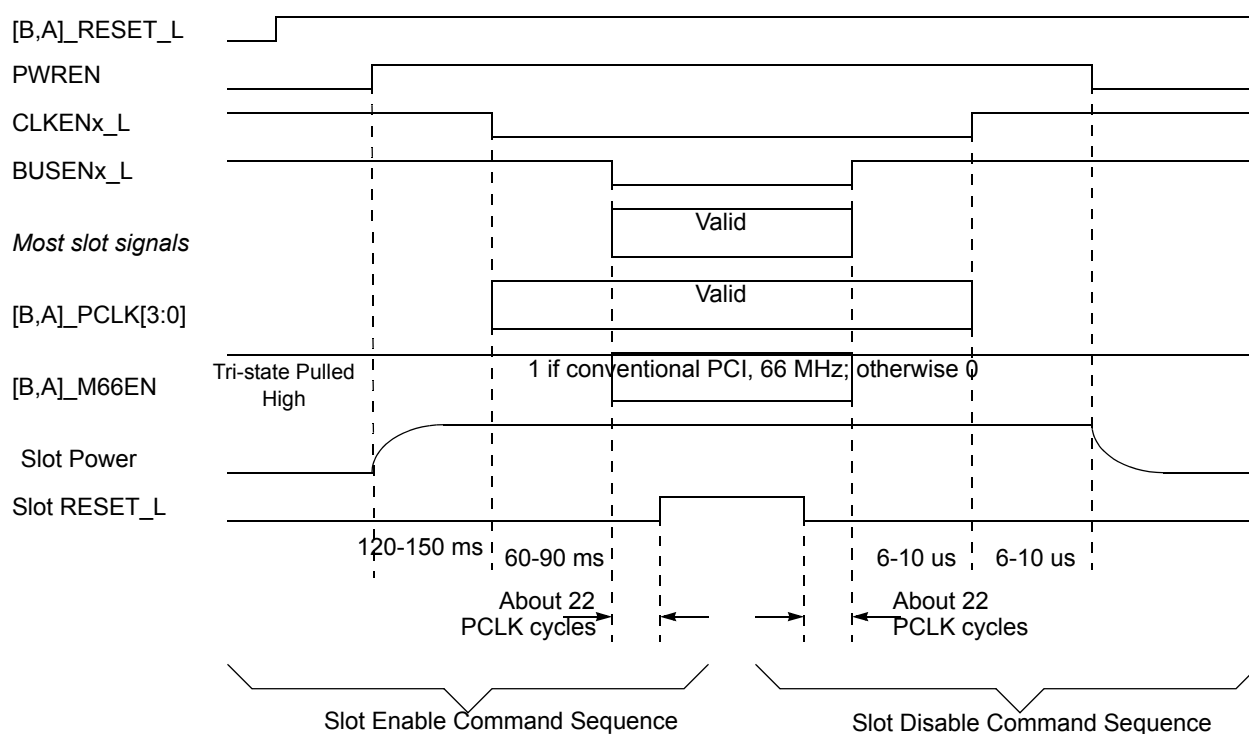 [B,A]_RESET_L
PWREN
CLKENx_L
BUSENx_L
Most slot signals
Valid
[B,A]_PCLK[3:0]
Valid
[B,A]_M66EN
Tri-state Pulled
High
1 if conventional PCI, 66 MHz; otherwise 0
Slot Power
Slot RESET_L
120-150 ms
60-90 ms
6-10 us
6-10 us
About 22
PCLK cycles
About 22
PCLK cycles
Slot Enable Command Sequence
Slot Disable Command Sequence